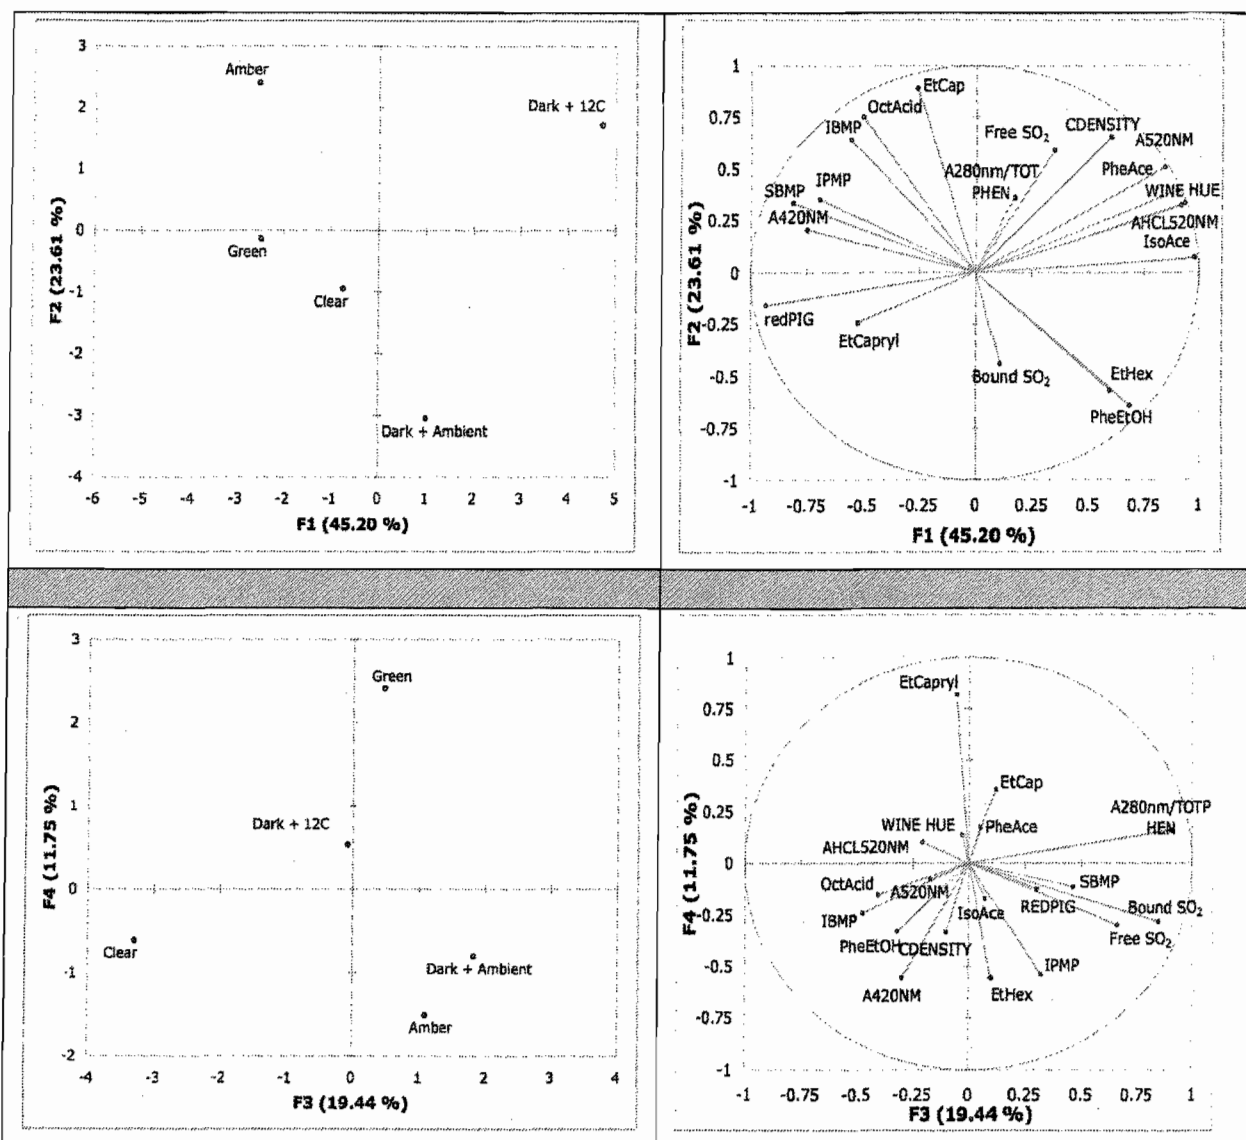 3
2
1
0
-1
-2
-3
-4
-6
-5
-4
-3
-2
-1
0
1
2
3
4
5
F2 (23.61 %)
F1 (45.20 %)
Amber
Dark + 12C
Green
Clear
Dark + Ambient
1
0.75
0.5
0.25
0
-0.25
-0.5
-0.75
-1
-1
-0.75
-0.5
-0.25
0
0.25
0.5
0.75
1
F2 (23.61 %)
F1 (45.20 %)
EtCap
OctAcid
IBMP
Free SO2
CDENSITY
A520NM
A280nm/TOT
PHEN
PheAce
SBMP
IPMP
WINE HUE
A420NM
AHCL520NM
IsoAce
redPIG
EtCapryl
Bound SO2
EtHex
PheEtOH
3
2
1
0
-1
-2
-4
-3
-2
-1
0
1
2
3
4
F4 (11.75 %)
F3 (19.44 %)
Green
Dark + 12C
Clear
Dark + Ambient
Amber
1
0.75
0.5
0.25
0
-0.25
-0.5
-0.75
-1
-1
-0.75
-0.5
-0.25
0
0.25
0.5
0.75
1
F4 (11.75 %)
F3 (19.44 %)
EtCapryl
EtCap
A280nm/TOTP
HEN
WINE HUE
PheAce
AHCL520NM
OctAcid
A520NM
SBMP
IBMP
IsoAce
REDPIG
Bound SO2
PheEtOH
CDENSITY
Free SO2
IPMP
A420NM
EtHex